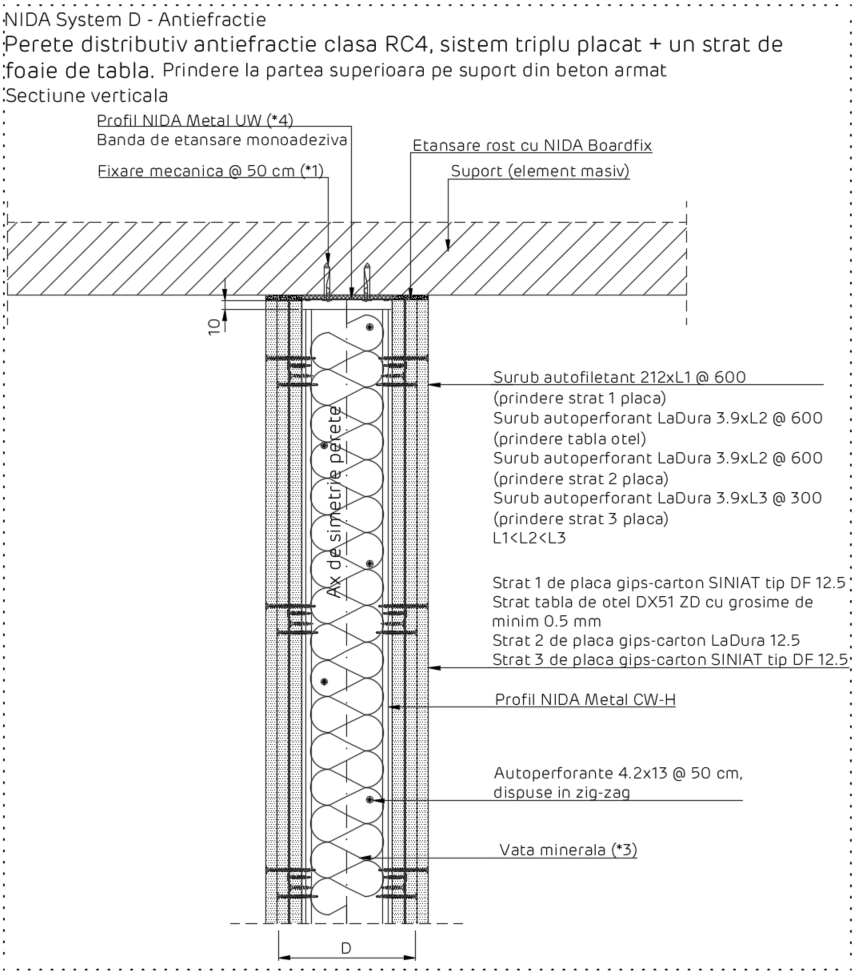 NIDA System D - Antiefractie
Perete distributiv antiefractie clasa RC4, sistem triplu placat + un strat de
foaie de tabla. Prindere la partea superioara pe suport din beton armat
Sectiune verticala
Profil NIDA Metal UW (*4)
Banda de etansare monoadeziva
Etansare rost cu NIDA Boardfix
Fixare mecanica @ 50 cm (*1)
Suport (element masiv)
10
Ax de simetrie perete
Surub autofiletant 212xL1 @ 600
(prindere strat 1 placa)
Surub autoperforant LaDura 3.9xL2 @ 600
(prindere tabla otel)
Surub autoperforant LaDura 3.9xL2 @ 600
(prindere strat 2 placa)
Surub autoperforant LaDura 3.9xL3 @ 300
(prindere strat 3 placa)
L1<L2<L3
Strat 1 de placa gips-carton SINIAT tip DF 12.5
Strat tabla de otel DX51 ZD cu grosime de
minim 0.5 mm
Strat 2 de placa gips-carton LaDura 12.5
Strat 3 de placa gips-carton SINIAT tip DF 12.5
Profil NIDA Metal CW-H
Autoperforante 4.2x13 @ 50 cm,
dispuse in zig-zag
Vata minerala (*3)
D